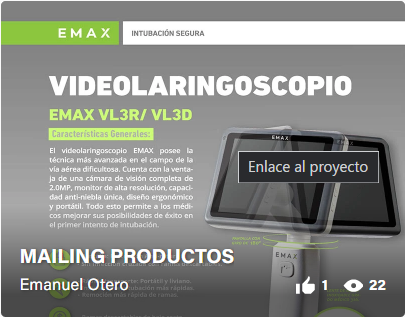 EMAX
INTUBACIÓN SEGURA
VIDEOLARINGOSCOPIO
EMAX VL3R/ VL3D
Características Generales:
El videolaringoscopio EMAX posee la
técnica más avanzada en el campo de la
vía aérea dificultosa. Cuenta con la venta-
ja de una cámara de visión completa de
2.0MP, monitor de alta resolución, capaci-
dad anti-niebla única, diseño ergonómico
y portátil. Todo esto permite a los médi-
cos mejorar sus posibilidades de éxito en
el primer intento de intubación.
EMAX
Enlace al proyecto
EMAX
MAILING PRODUCTOS
Emanuel Otero
1
22